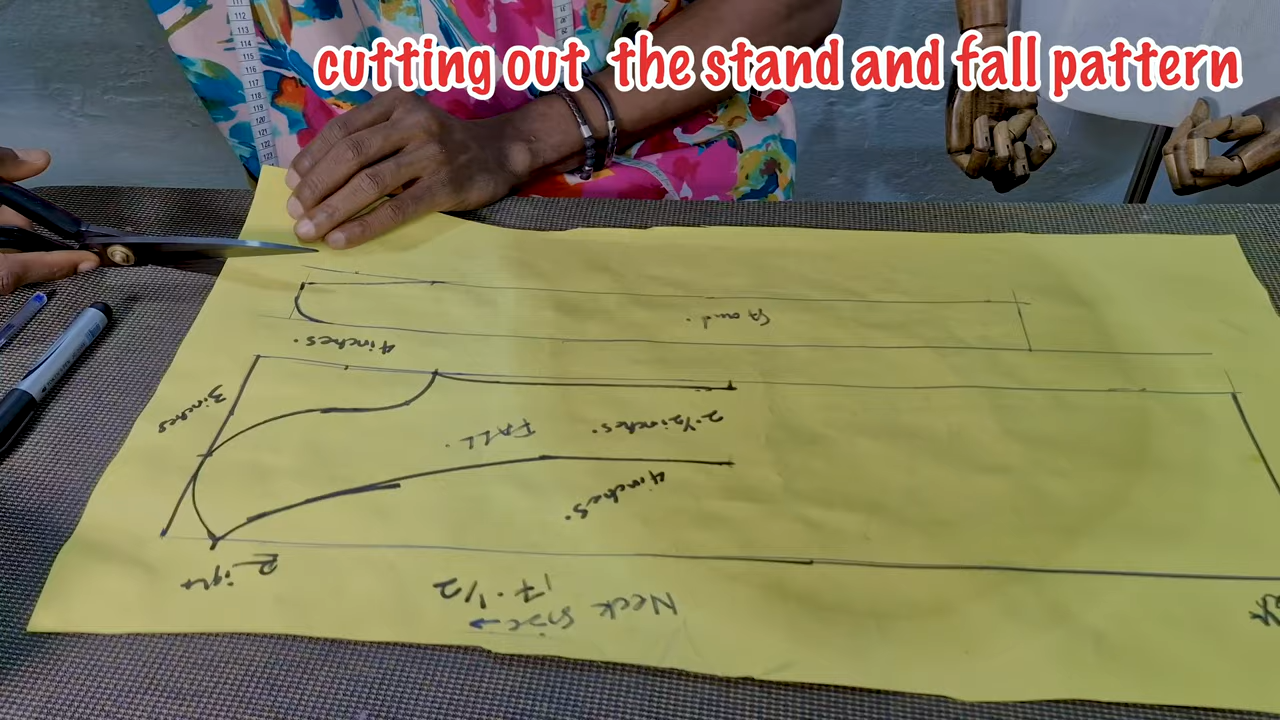 cutting out the stand and fall pattern
Stand.
4inches.
3inches
FALL.
2.1/2inches.
4inches.
Right
Neck size →
17.1/2